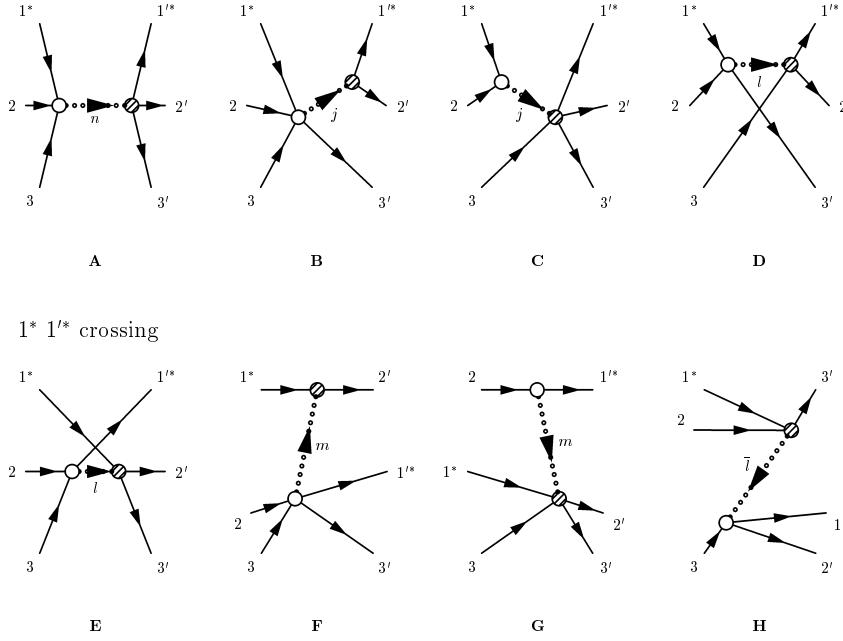 1* 1′* 1* 1′* 1* 1′* 1* 1′*
l
2 2′ 2 2′ 2 2′ 2 2
n j j
3 3′ 3 3′ 3 3′ 3 3′
A B C D
1* 1′* crossing
1* 1′* 1* 2′ 2 1′* 1* 3′
2
m m
2 2′ 1′* 1* l̅
l
2 2′ 1
3 3′ 3 3′ 3 3′ 3 2′
E F G H